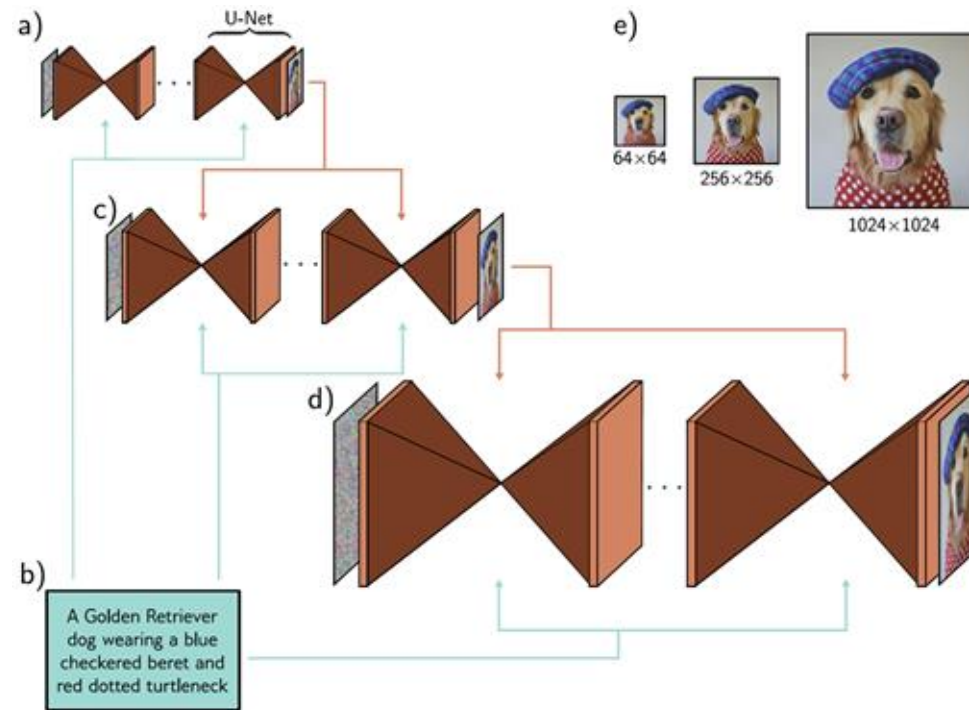 a)
U-Net
e)
64×64
256×256
1024×1024
c)
d)
b)
A Golden Retriever
dog wearing a blue
checkered beret and
red dotted turtleneck